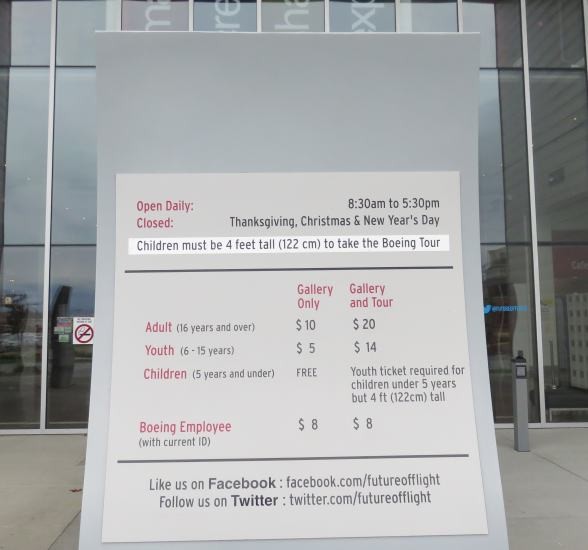 Open Daily: 8:30am to 5:30pm
Closed: Thanksgiving, Christmas & New Year's Day
Children must be 4 feet tall (122 cm) to take the Boeing Tour
Gallery Only Gallery and Tour
Adult (16 years and over) $10 $20
Youth (6 - 15 years) $ 5 $ 14
Children (5 years and under) FREE Youth ticket required for
children under 5 years
but 4 ft (122cm) tall
Boeing Employee $ 8 $ 8
(with current ID)
Like us on Facebook : facebook.com/futureofflight
Follow us on Twitter : twitter.com/futureofflight